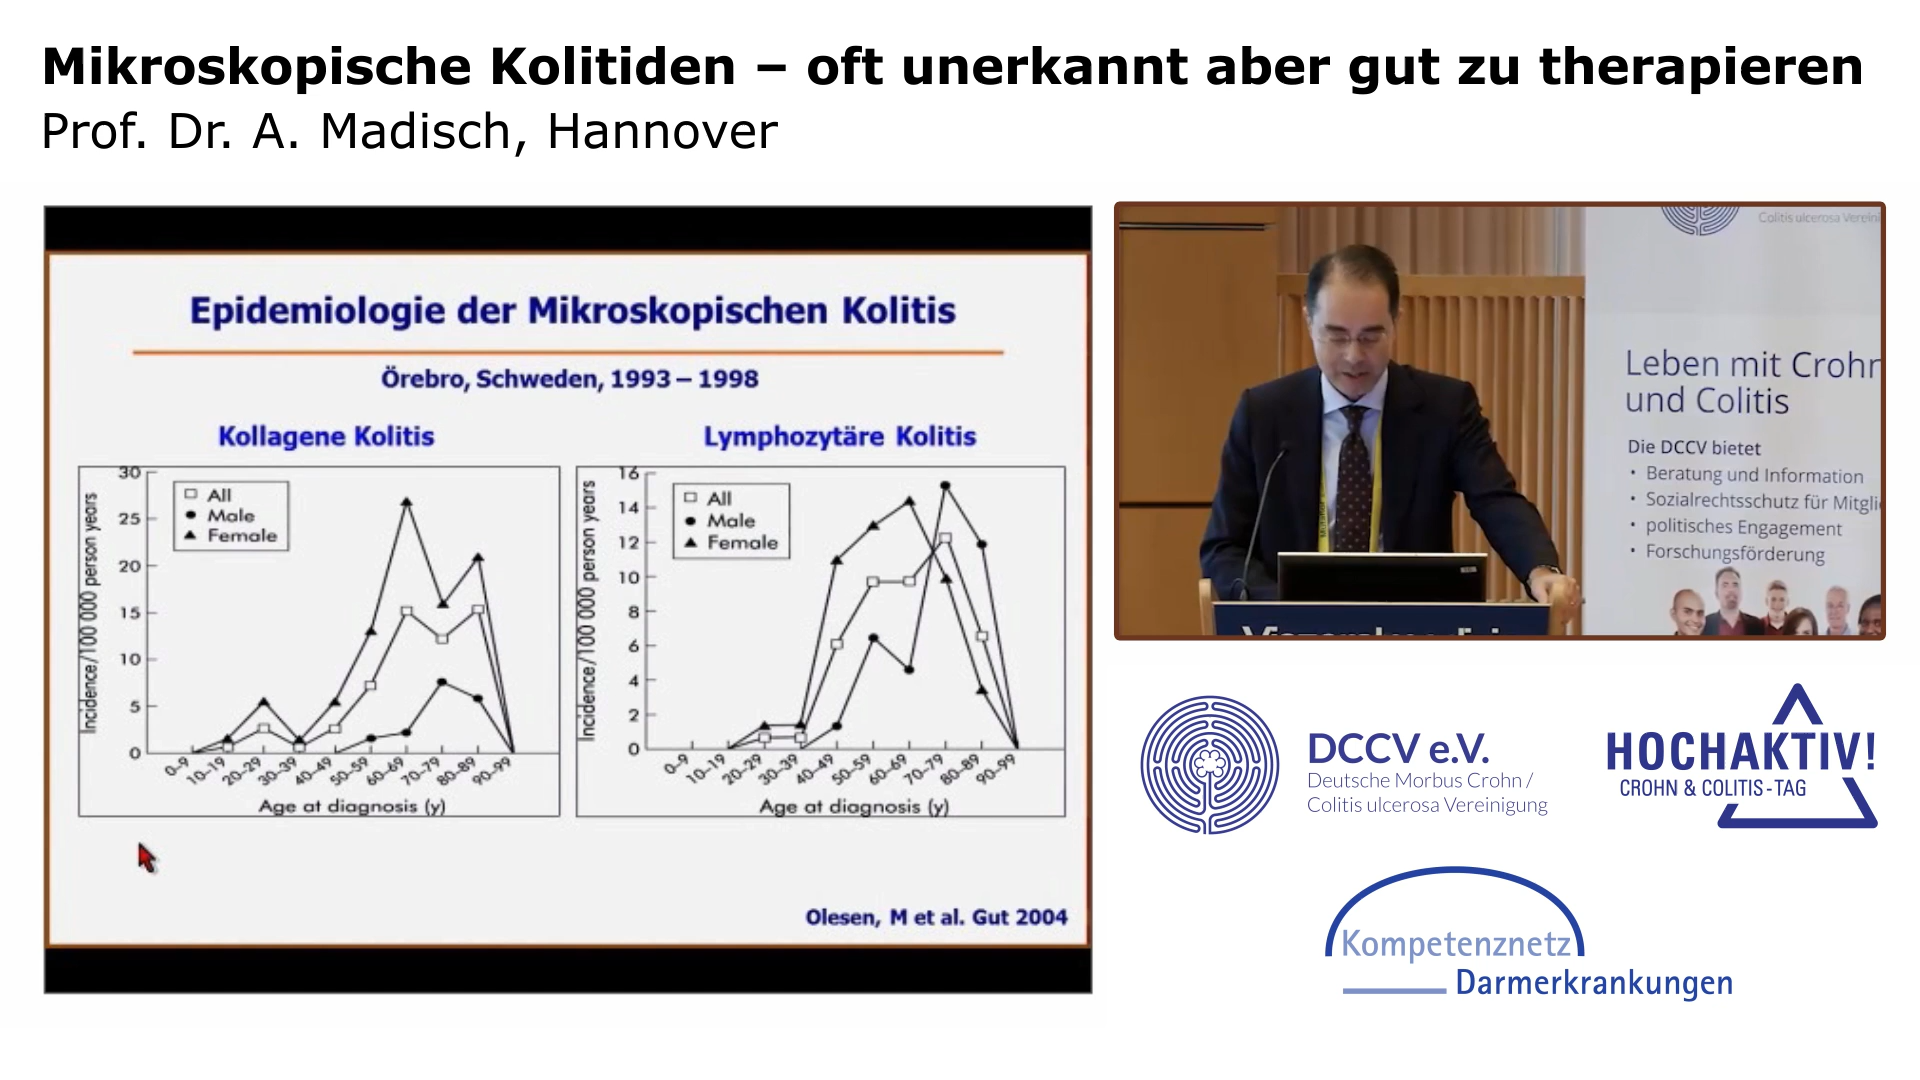 Mikroskopische Kolitiden – oft unerkannt aber gut zu therapieren
Prof. Dr. A. Madisch, Hannover
Epidemiologie der Mikroskopischen Kolitis
Örebro, Schweden, 1993 – 1998
Kollagene Kolitis
Incidence/100 000 person years
30
25
20
15
10
5
0
All
Male
Female
0–9
10–19
20–29
30–39
40–49
50–59
60–69
70–79
80–89
90–99
Age at diagnosis (y)
Lymphozytäre Kolitis
Incidence/100 000 person years
16
14
12
10
8
6
4
2
0
All
Male
Female
0–9
10–19
20–29
30–39
40–49
50–59
60–69
70–79
80–89
90–99
Age at diagnosis (y)
Olesen, M et al. Gut 2004
Colitis ulcerosa Vereini
Leben mit Crohn
und Colitis
Die DCCV bietet
• Beratung und Information
• Sozialrechtsschutz für Mitglie
• politisches Engagement
• Forschungsförderung
DCCV e.V.
Deutsche Morbus Crohn /
Colitis ulcerosa Vereinigung
HOCHAKTIV!
CROHN & COLITIS-TAG
Kompetenznetz
Darmerkrankungen